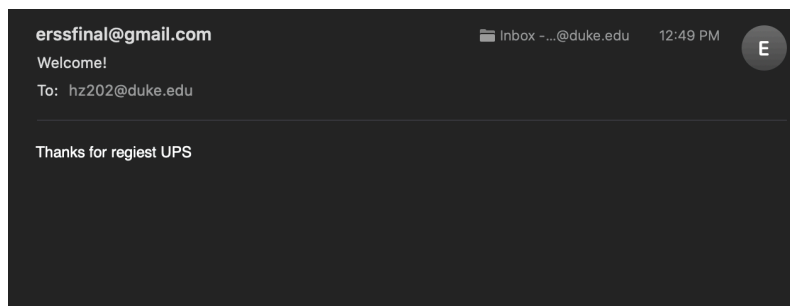 erssfinal@gmail.com Inbox -...@duke.edu 12:49 PM E
Welcome!
To: hz202@duke.edu
Thanks for regiest UPS